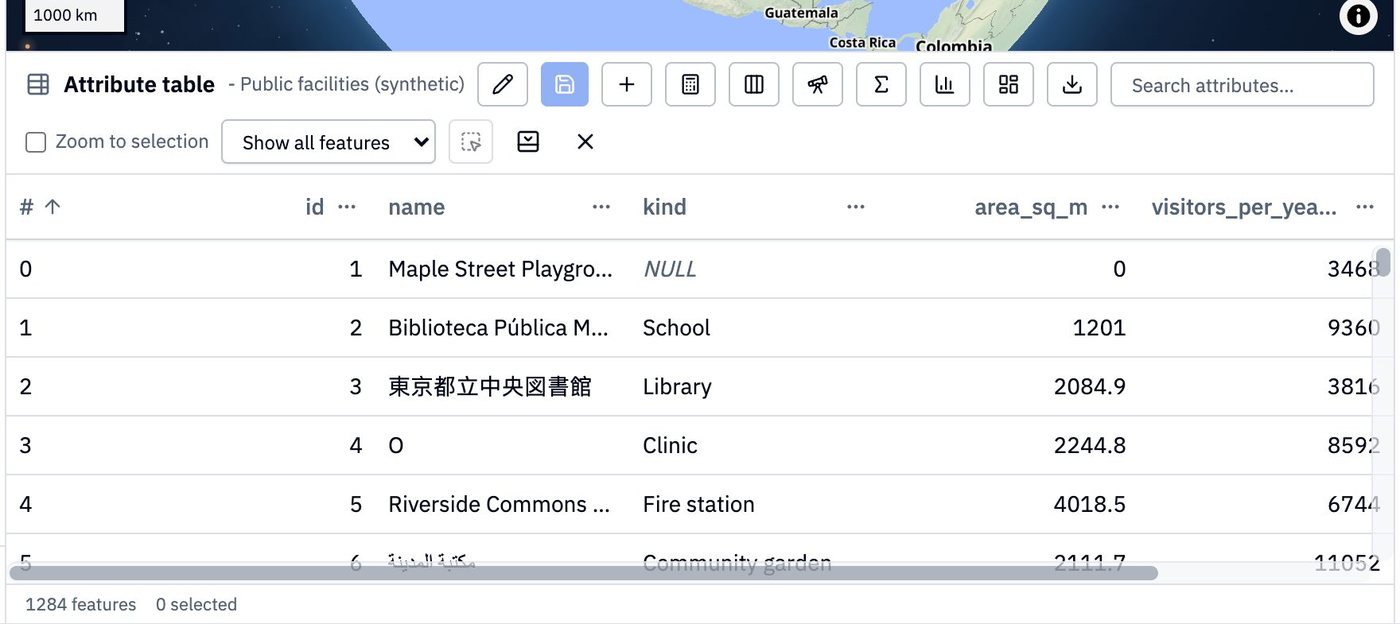 1000 km
Guatemala
Costa Rica
Colombia
Attribute table - Public facilities (synthetic) Search attributes...
Zoom to selection Show all features
# id ... name ... kind ... area_sq_m ... visitors_per_yea... ...
0 1 Maple Street Playgro... NULL 0 3468
1 2 Biblioteca Pública M... School 1201 9360
2 3 東京都立中央図書館 Library 2084.9 3816
3 4 O Clinic 2244.8 8592
4 5 Riverside Commons ... Fire station 4018.5 6744
5 6 مكتبة المدينة Community garden 2111.7 11052
1284 features 0 selected